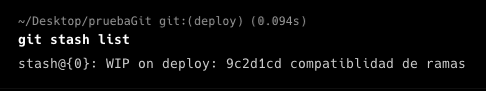 ~/Desktop/pruebaGit git:(deploy) (0.094s)
git stash list
stash@{0}: WIP on deploy: 9c2d1cd compatiblidad de ramas